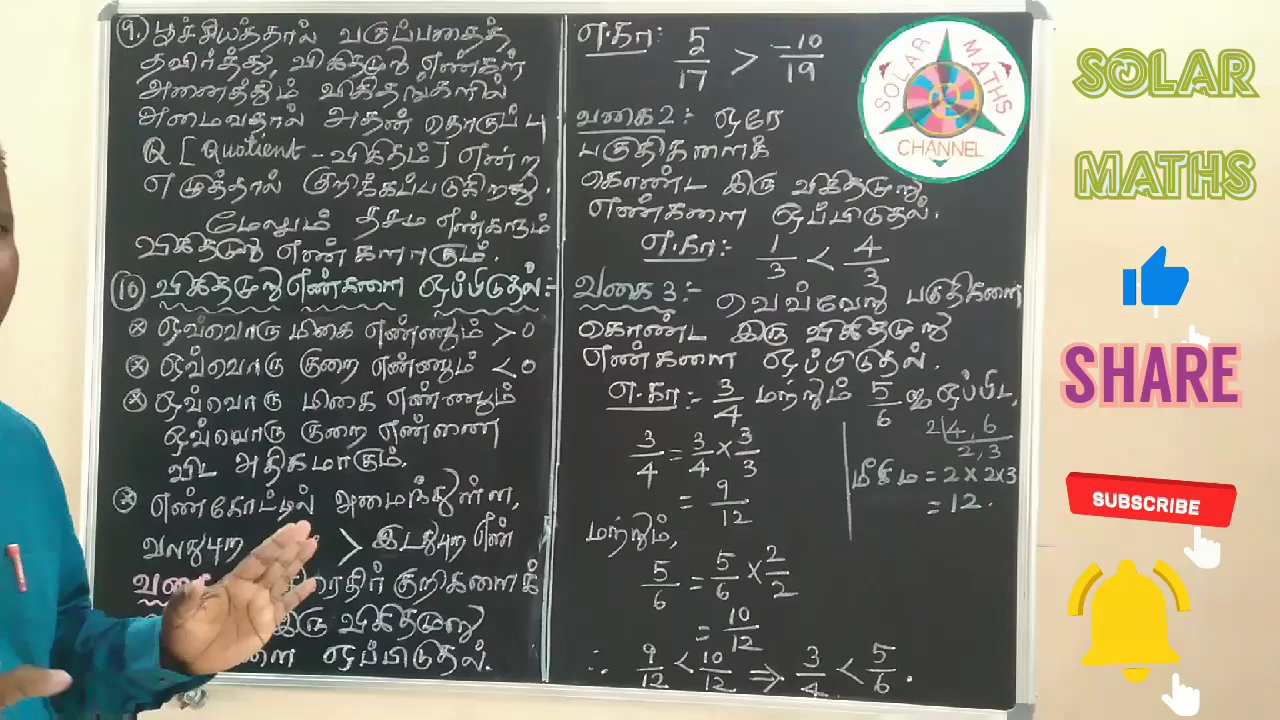 9. பூச்சியத்தால் வகுப்பதைத்
தவிர்த்து, விகிதமுறு எண்கள்
அனைத்தும் விகிதங்களில்
அமைவதால் அதன் தொகுப்பு
Q [Quotient - விகிதம்] என்ற
எழுத்தால் குறிக்கப்படுகிறது.
மேலும் தசம எண்களும்
விகிதமுறு எண்களாகும்.
10 விகிதமுறு எண்களை ஒப்பிடுதல்:-
* ஒவ்வொரு மிகை எண்ணும் > 0
* ஒவ்வொரு குறை எண்ணும் < 0
* ஒவ்வொரு மிகை எண்ணும்
ஒவ்வொரு குறை எண்ணை
விட அதிகமாகும்.
* எண்கோட்டில் அமைந்துள்ள,
வலதுபுற > இடதுபுற எண்
குறிகளைக்
இரு விகிதமுறு
ஒப்பிடுதல்.
எ.கா: 5/17 > -10/19
வகை 2:- ஒரே
பகுதிகளைக்
கொண்ட இரு விகிதமுறு
எண்களை ஒப்பிடுதல்.
எ.கா:- 1/3 < 4/3
வகை 3:- வெவ்வேறு பகுதிகளை
கொண்ட இரு விகிதமுறு
எண்களை ஒப்பிடுதல்.
எ.கா:- 3/4 மற்றும் 5/6 ஐ ஒப்பிட,
3/4 = 3/4 × 3/3
= 9/12
மற்றும்,
5/6 = 5/6 × 2/2
= 10/12
∴ 9/12 < 10/12 ⇒ 3/4 < 5/6.
2 4, 6
2, 3
மீ.சி.ம = 2 × 2×3
= 12.
SOLAR MATHS
CHANNEL
SOLAR
MATHS
SHARE
SUBSCRIBE